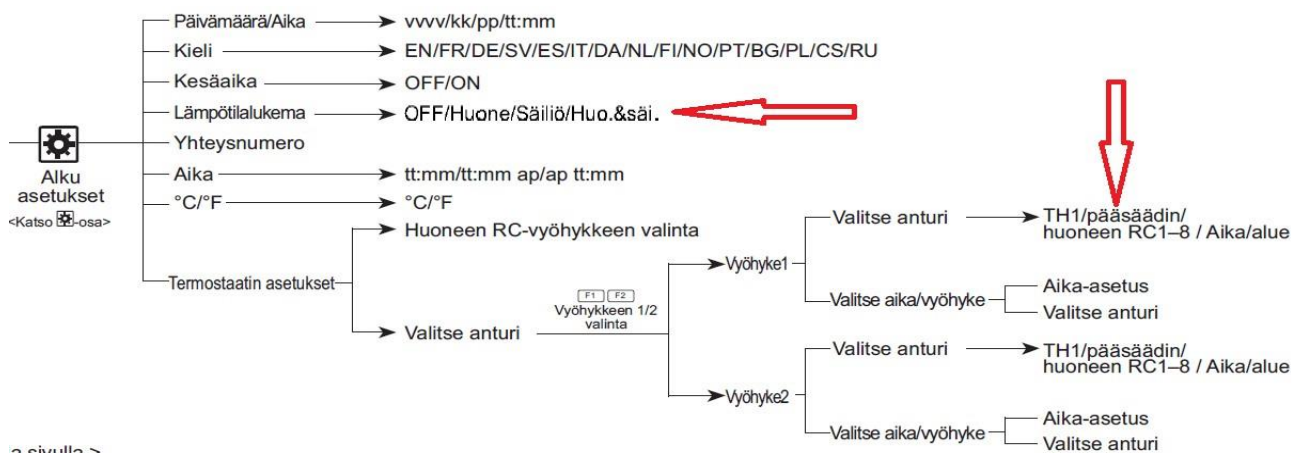 Päivämäärä/Aika
vvvv/kk/pp/tt:mm
Kieli
EN/FR/DE/SV/ES/IT/DA/NL/FI/NO/PT/BG/PL/CS/RU
Kesäaika
OFF/ON
Lämpötilalukema
OFF/Huone/Säiliö/Huo.&säi.
Yhteysnumero
Alku
asetukset
<Katso -osa>
Aika
tt:mm/tt:mm ap/ap tt:mm
°C/°F
°C/°F
Termostaatin asetukset
Huoneen RC-vyöhykkeen valinta
Valitse anturi
F1 F2
Vyöhykkeen 1/2
valinta
Vyöhyke1
Valitse anturi
TH1/pääsäädin/
huoneen RC1–8 / Aika/alue
Valitse aika/vyöhyke
Aika-asetus
Valitse anturi
Vyöhyke2
Valitse anturi
TH1/pääsäädin/
huoneen RC1–8 / Aika/alue
Valitse aika/vyöhyke
Aika-asetus
Valitse anturi
a sivulla >